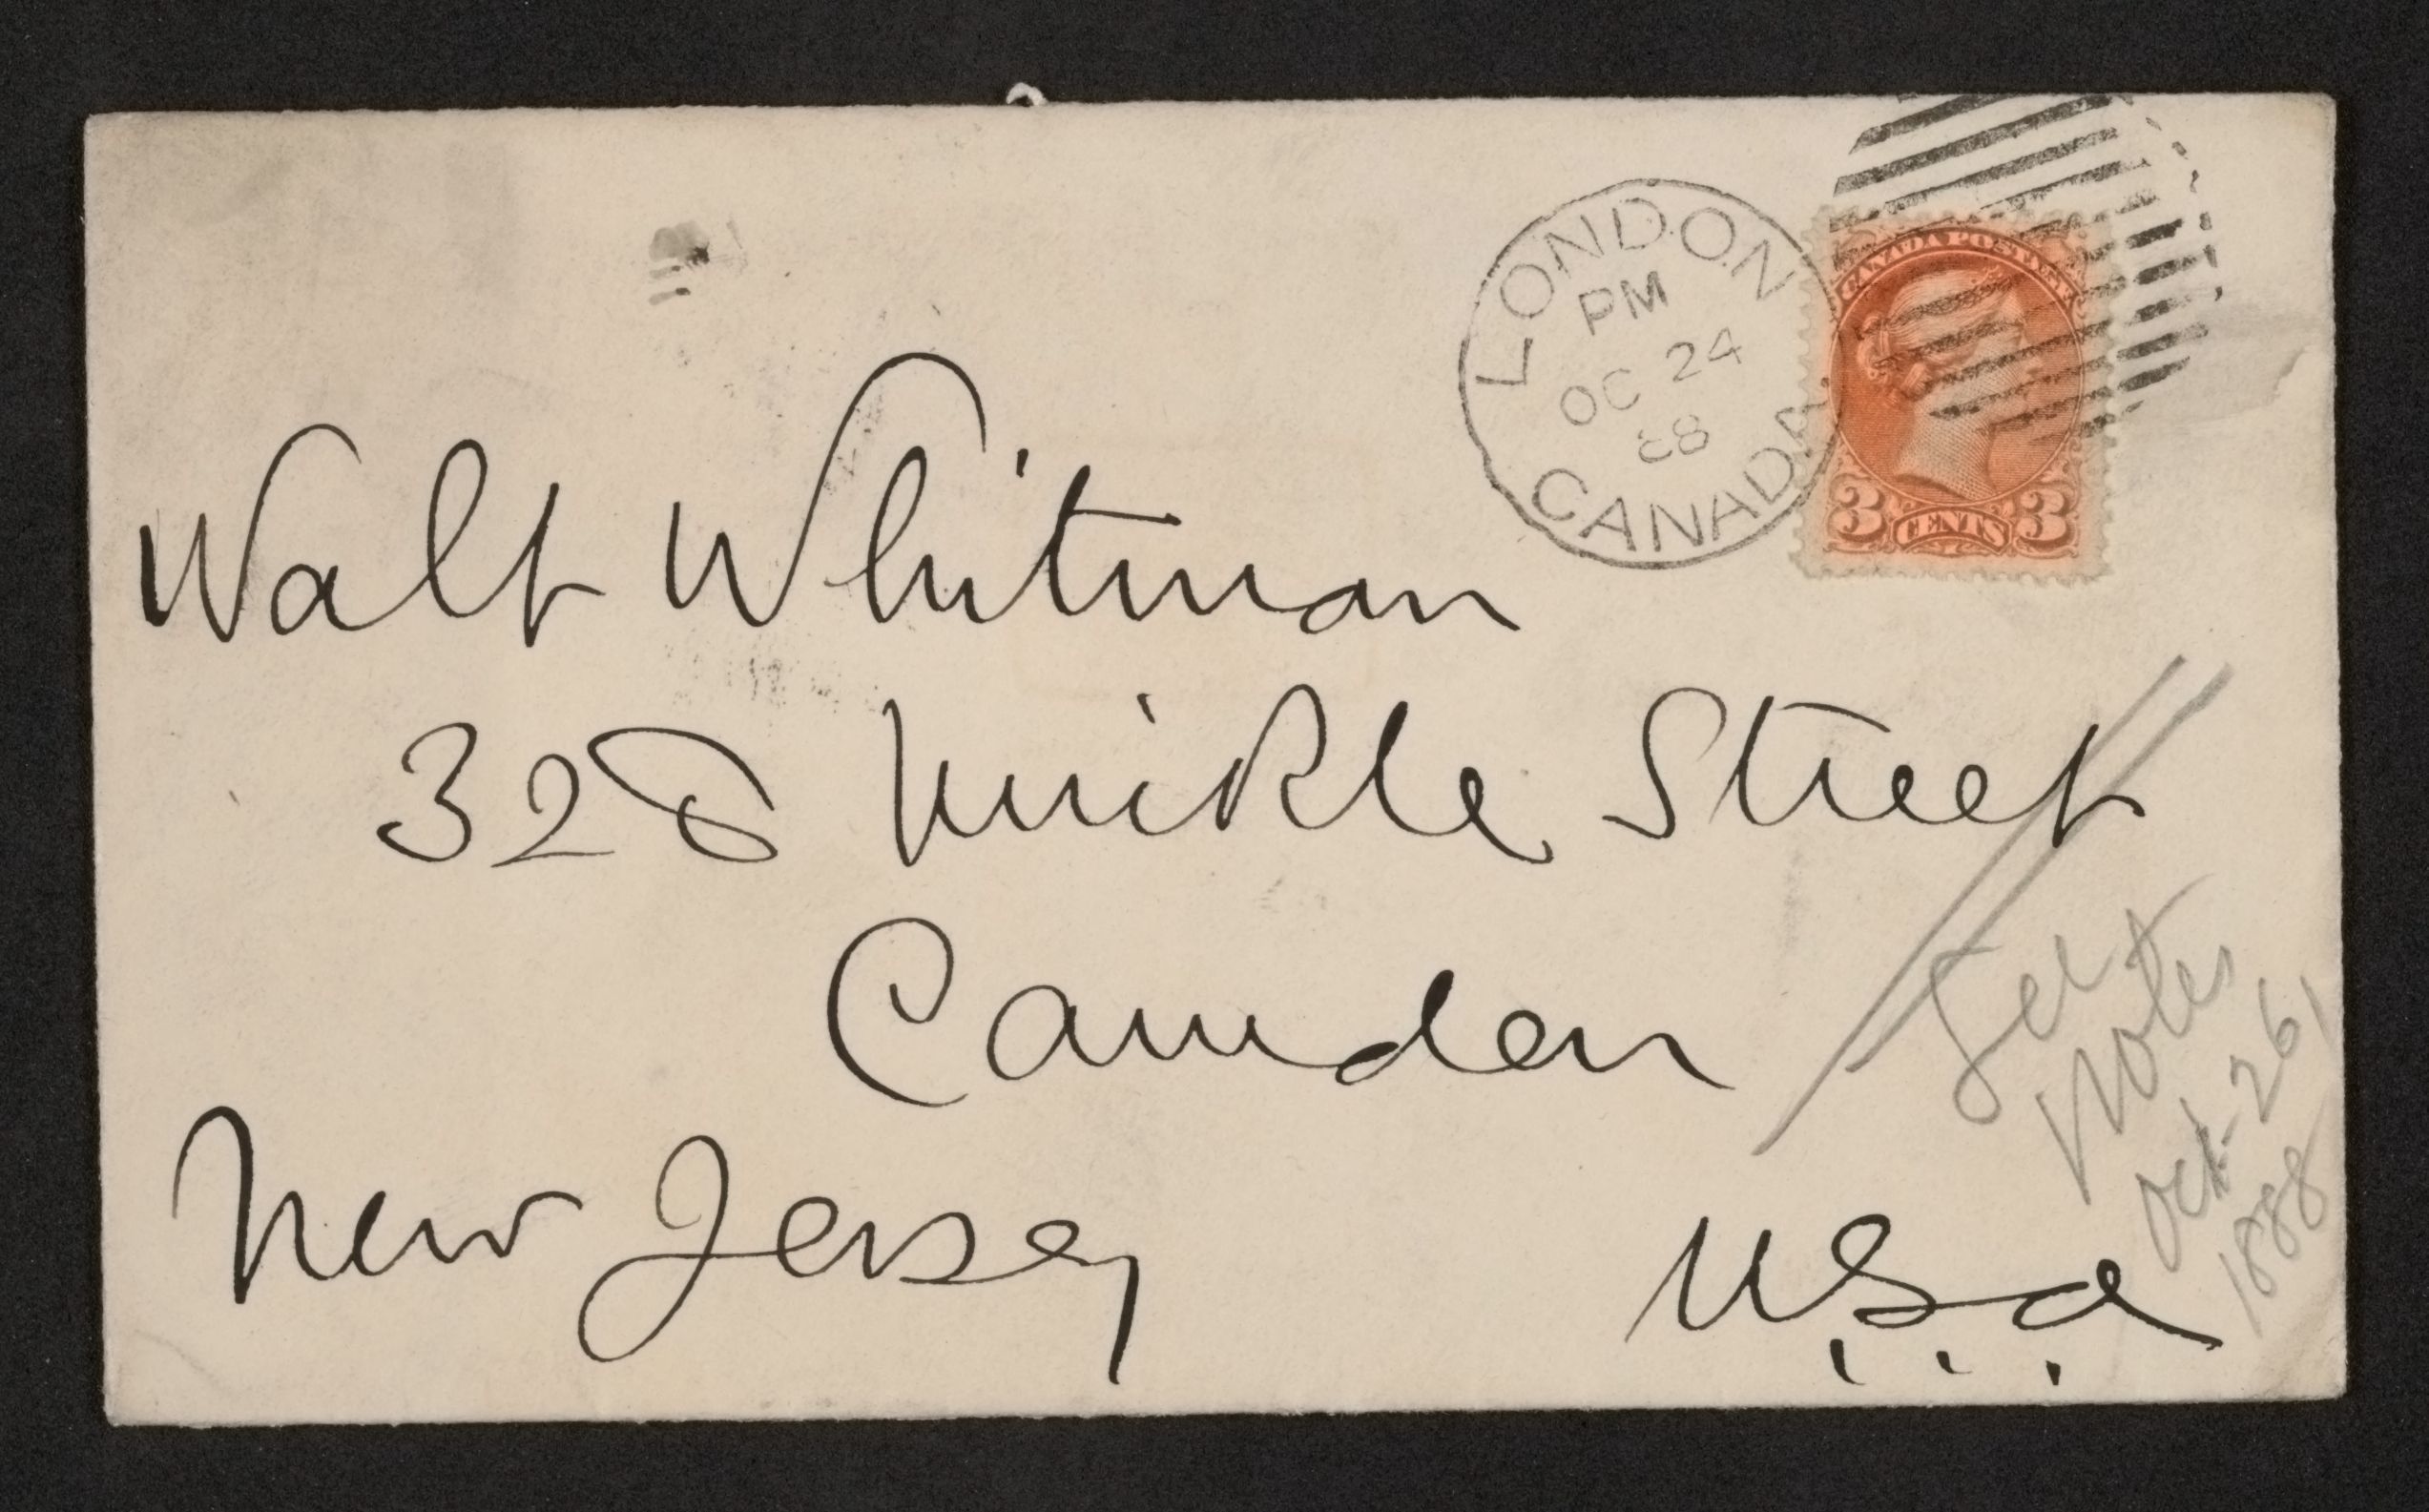 LONDON
PM
OC 24
88
CANADA
CANADA POSTAGE
3 CENTS 3
Walt Whitman
328 Mickle Street
Camden
New Jersey
U.S.a
See
Notes
Oct-26,
1888